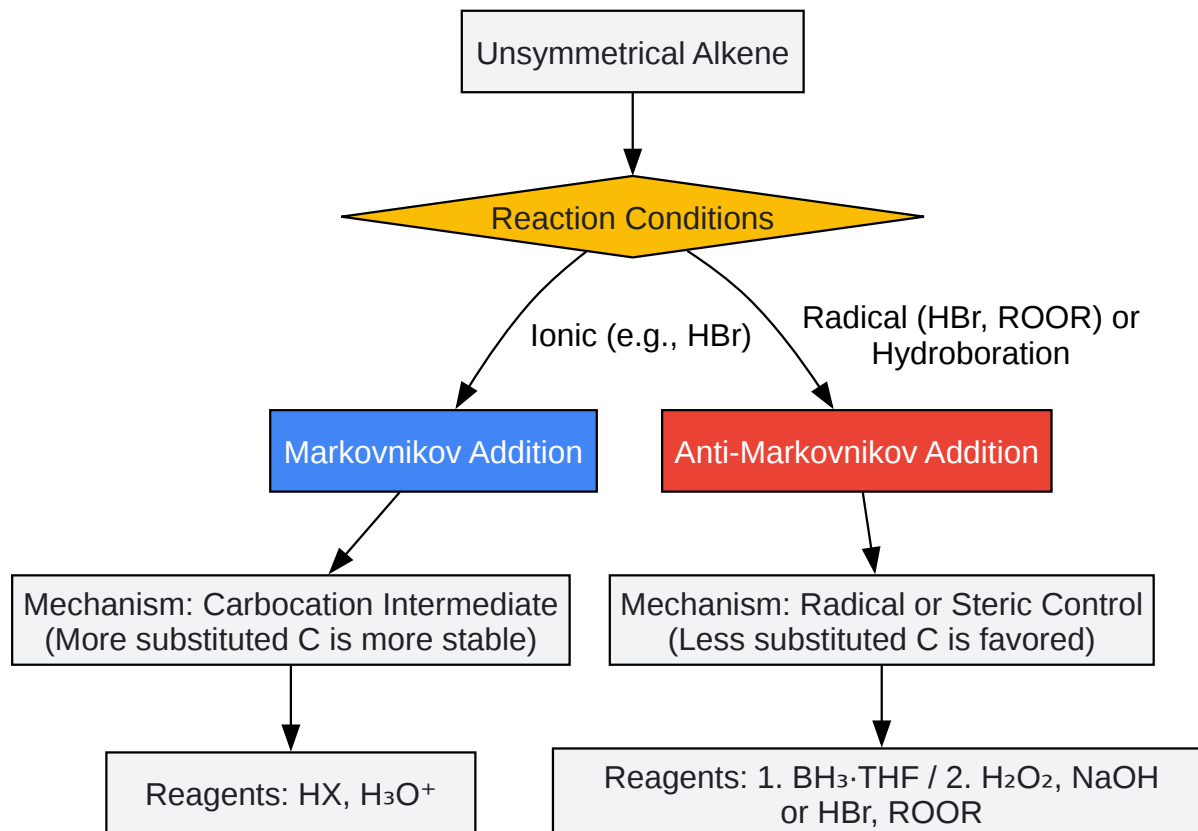 Unsymmetrical Alkene
Reaction Conditions
Ionic (e.g., HBr)
Radical (HBr, ROOR) or
Hydroboration
Markovnikov Addition
Anti-Markovnikov Addition
Mechanism: Carbocation Intermediate
(More substituted C is more stable)
Mechanism: Radical or Steric Control
(Less substituted C is favored)
Reagents: HX, H₃O⁺
Reagents: 1. BH₃·THF / 2. H₂O₂, NaOH
or HBr, ROOR